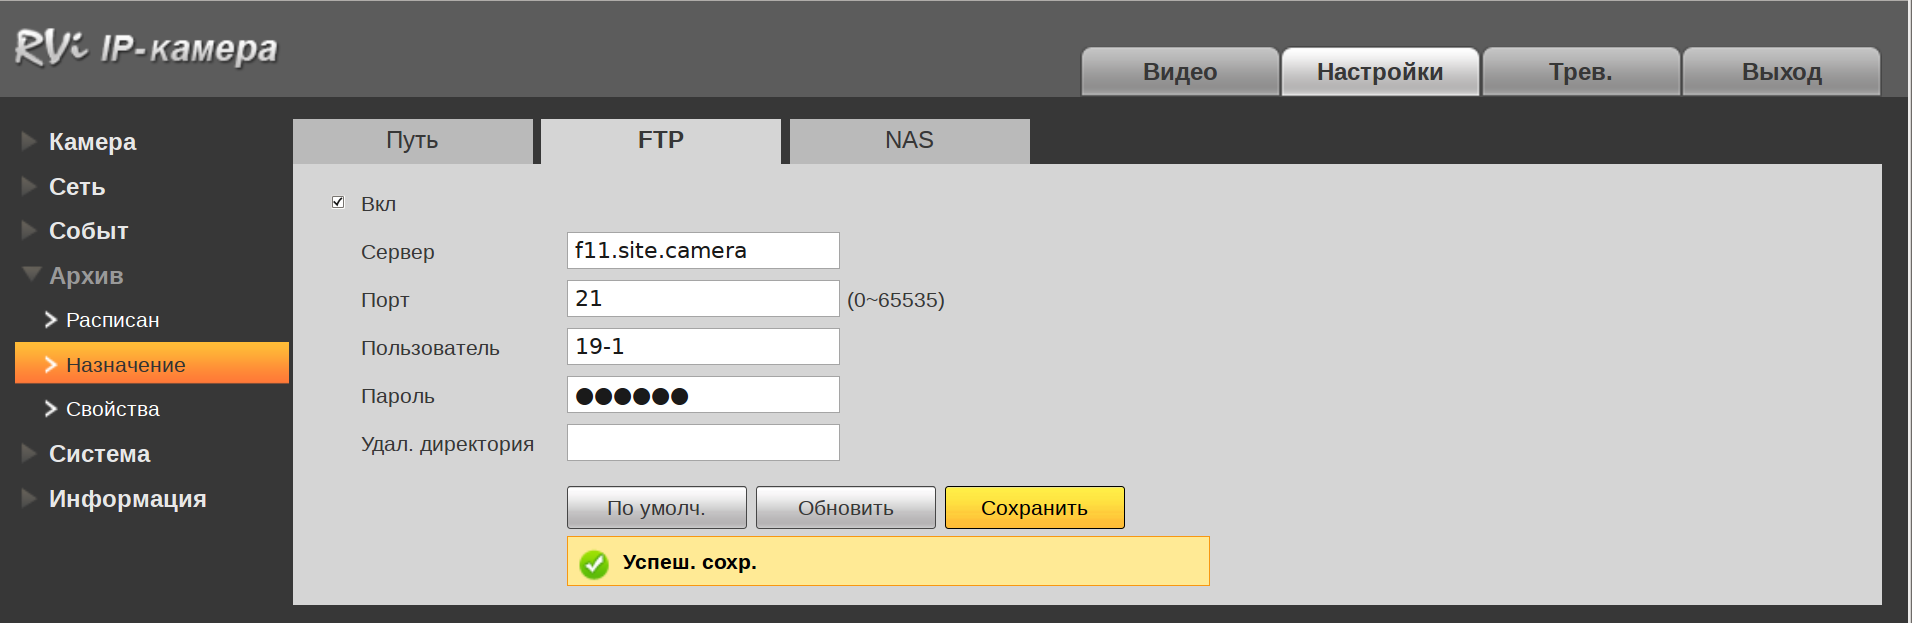 RVi IP-камера
Видео Настройки Трев. Выход
Камера
Сеть
Событ
Архив
Расписан
Назначение
Свойства
Система
Информация
Путь FTP NAS
Вкл
Сервер f11.site.camera
Порт 21 (0~65535)
Пользователь 19-1
Пароль ●●●●●●
Удал. директория
По умолч. Обновить Сохранить
Успеш. сохр.